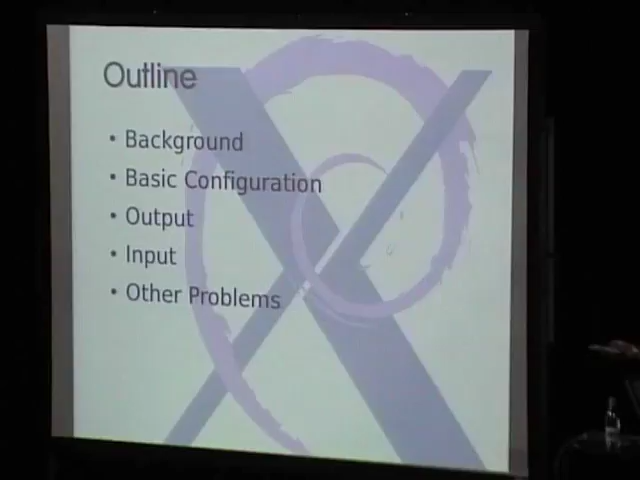 Outline
• Background
• Basic Configuration
• Output
• Input
• Other Problems